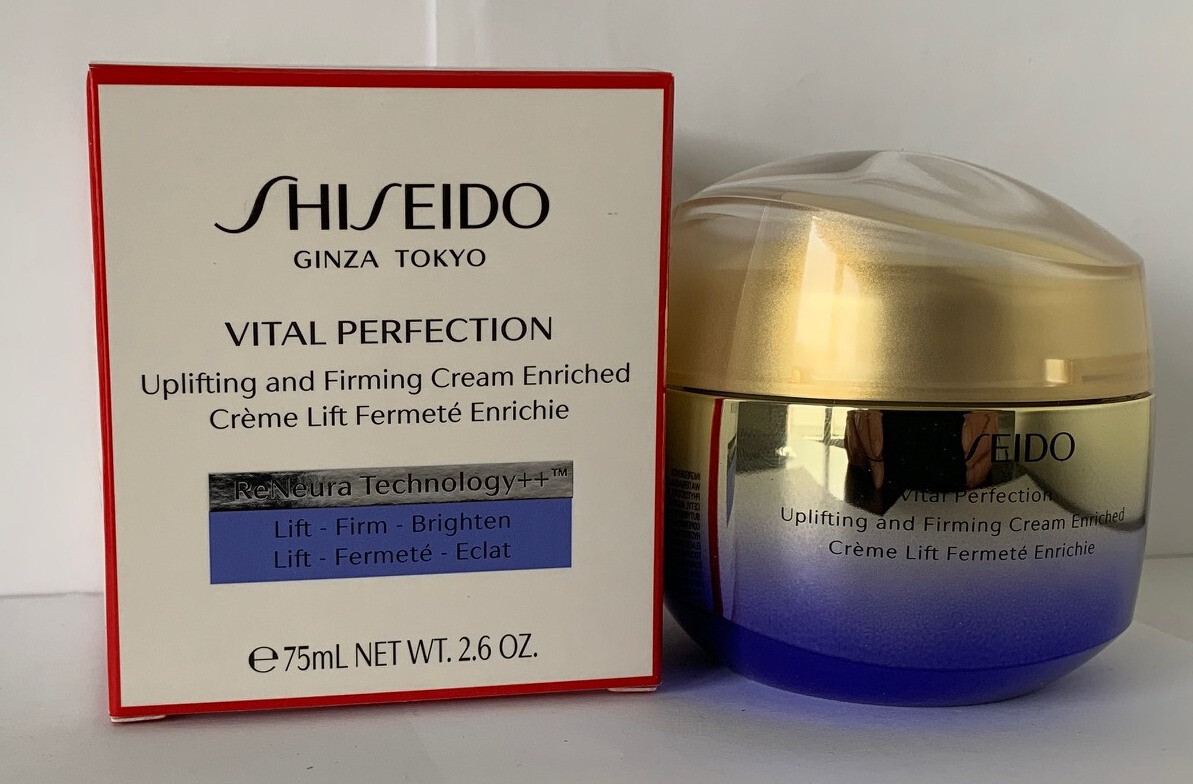 SHISEIDO
GINZA TOKYO
VITAL PERFECTION
Uplifting and Firming Cream Enriched
Crème Lift Fermeté Enrichie
ReNeura Technology++™
Lift - Firm - Brighten
Lift - Fermeté - Eclat
℮ 75mL NET WT. 2.6 OZ.
SHISEIDO
Vital Perfection
Uplifting and Firming Cream Enriched
Crème Lift Fermeté Enrichie